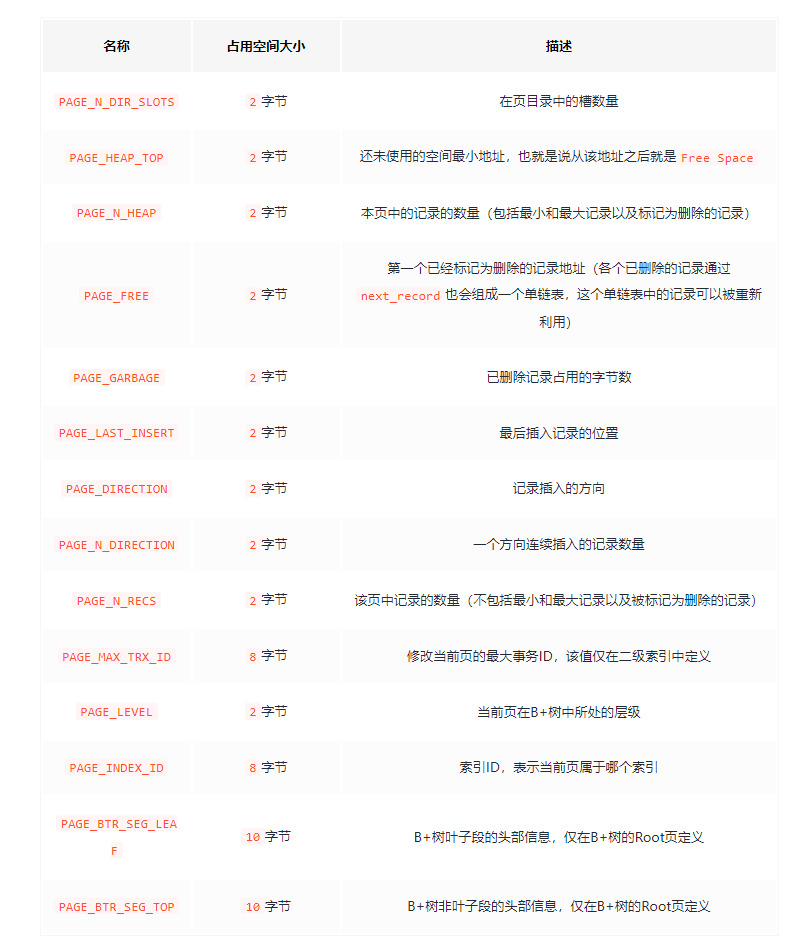 名称 占用空间大小 描述
PAGE_N_DIR_SLOTS 2 字节 在页目录中的槽数量
PAGE_HEAP_TOP 2 字节 还未使用的空间最小地址，也就是说从该地址之后就是 Free Space
PAGE_N_HEAP 2 字节 本页中的记录的数量（包括最小和最大记录以及标记为删除的记录）
第一个已经标记为删除的记录地址（各个已删除的记录通过
PAGE_FREE 2 字节 next_record 也会组成一个单链表，这个单链表中的记录可以被重新
利用）
PAGE_GARBAGE 2 字节 已删除记录占用的字节数
PAGE_LAST_INSERT 2 字节 最后插入记录的位置
PAGE_DIRECTION 2 字节 记录插入的方向
PAGE_N_DIRECTION 2 字节 一个方向连续插入的记录数量
PAGE_N_RECS 2 字节 该页中记录的数量（不包括最小和最大记录以及被标记为删除的记录）
PAGE_MAX_TRX_ID 8 字节 修改当前页的最大事务ID，该值仅在二级索引中定义
PAGE_LEVEL 2 字节 当前页在B+树中所处的层级
PAGE_INDEX_ID 8 字节 索引ID，表示当前页属于哪个索引
PAGE_BTR_SEG_LEA
F 10 字节 B+树叶子段的头部信息，仅在B+树的Root页定义
PAGE_BTR_SEG_TOP 10 字节 B+树非叶子段的头部信息，仅在B+树的Root页定义